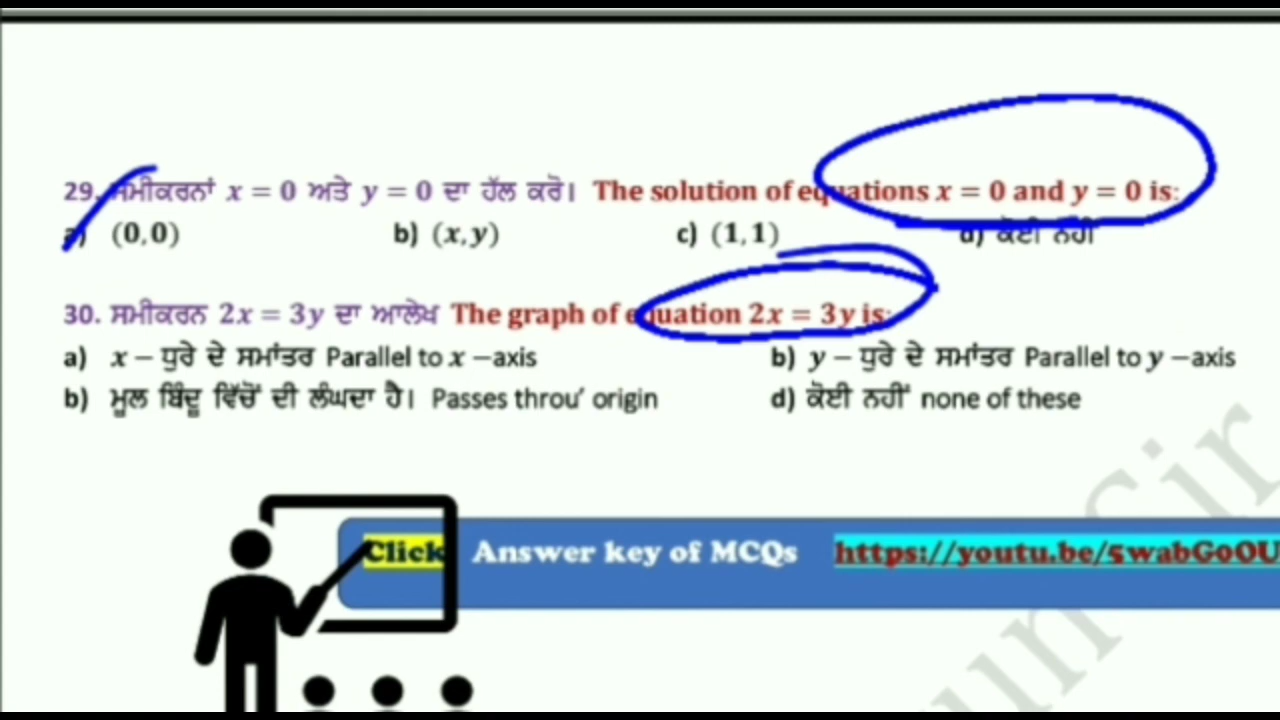 29. ਸਮੀਕਰਨਾਂ x = 0 ਅਤੇ y = 0 ਦਾ ਹੱਲ ਕਰੋ। The solution of equations x = 0 and y = 0 is:
a) (0,0) b) (x,y) c) (1,1) d) ਕੋਈ ਨਹੀਂ
30. ਸਮੀਕਰਨ 2x = 3y ਦਾ ਆਲੇਖ The graph of equation 2x = 3y is:
a) x – ਧੁਰੇ ਦੇ ਸਮਾਂਤਰ Parallel to x –axis b) y – ਧੁਰੇ ਦੇ ਸਮਾਂਤਰ Parallel to y –axis
b) ਮੂਲ ਬਿੰਦੂ ਵਿੱਚੋਂ ਦੀ ਲੰਘਦਾ ਹੈ। Passes throu’ origin d) ਕੋਈ ਨਹੀਂ none of these
Click Answer key of MCQs https://youtu.be/5wabG0OU